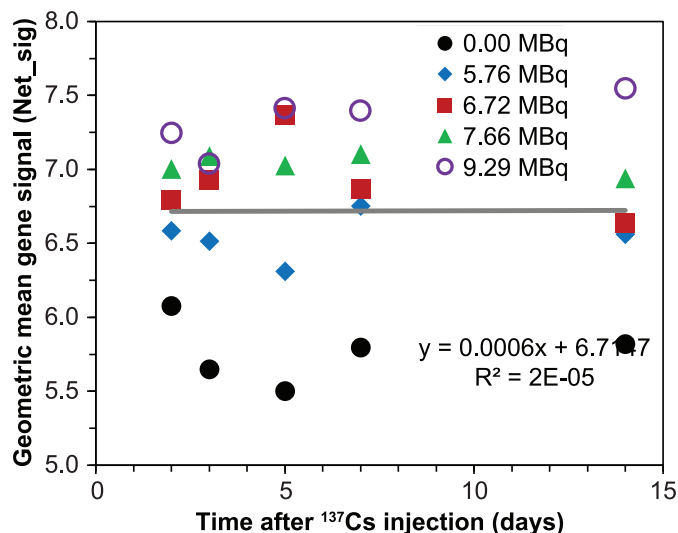 Geometric mean gene signal (Net_sig)
8.0
7.5
7.0
6.5
6.0
5.5
5.0
0.00 MBq
5.76 MBq
6.72 MBq
7.66 MBq
9.29 MBq
y = 0.0006x + 6.7147
R² = 2E-05
0
5
10
15
Time after ¹³⁷Cs injection (days)